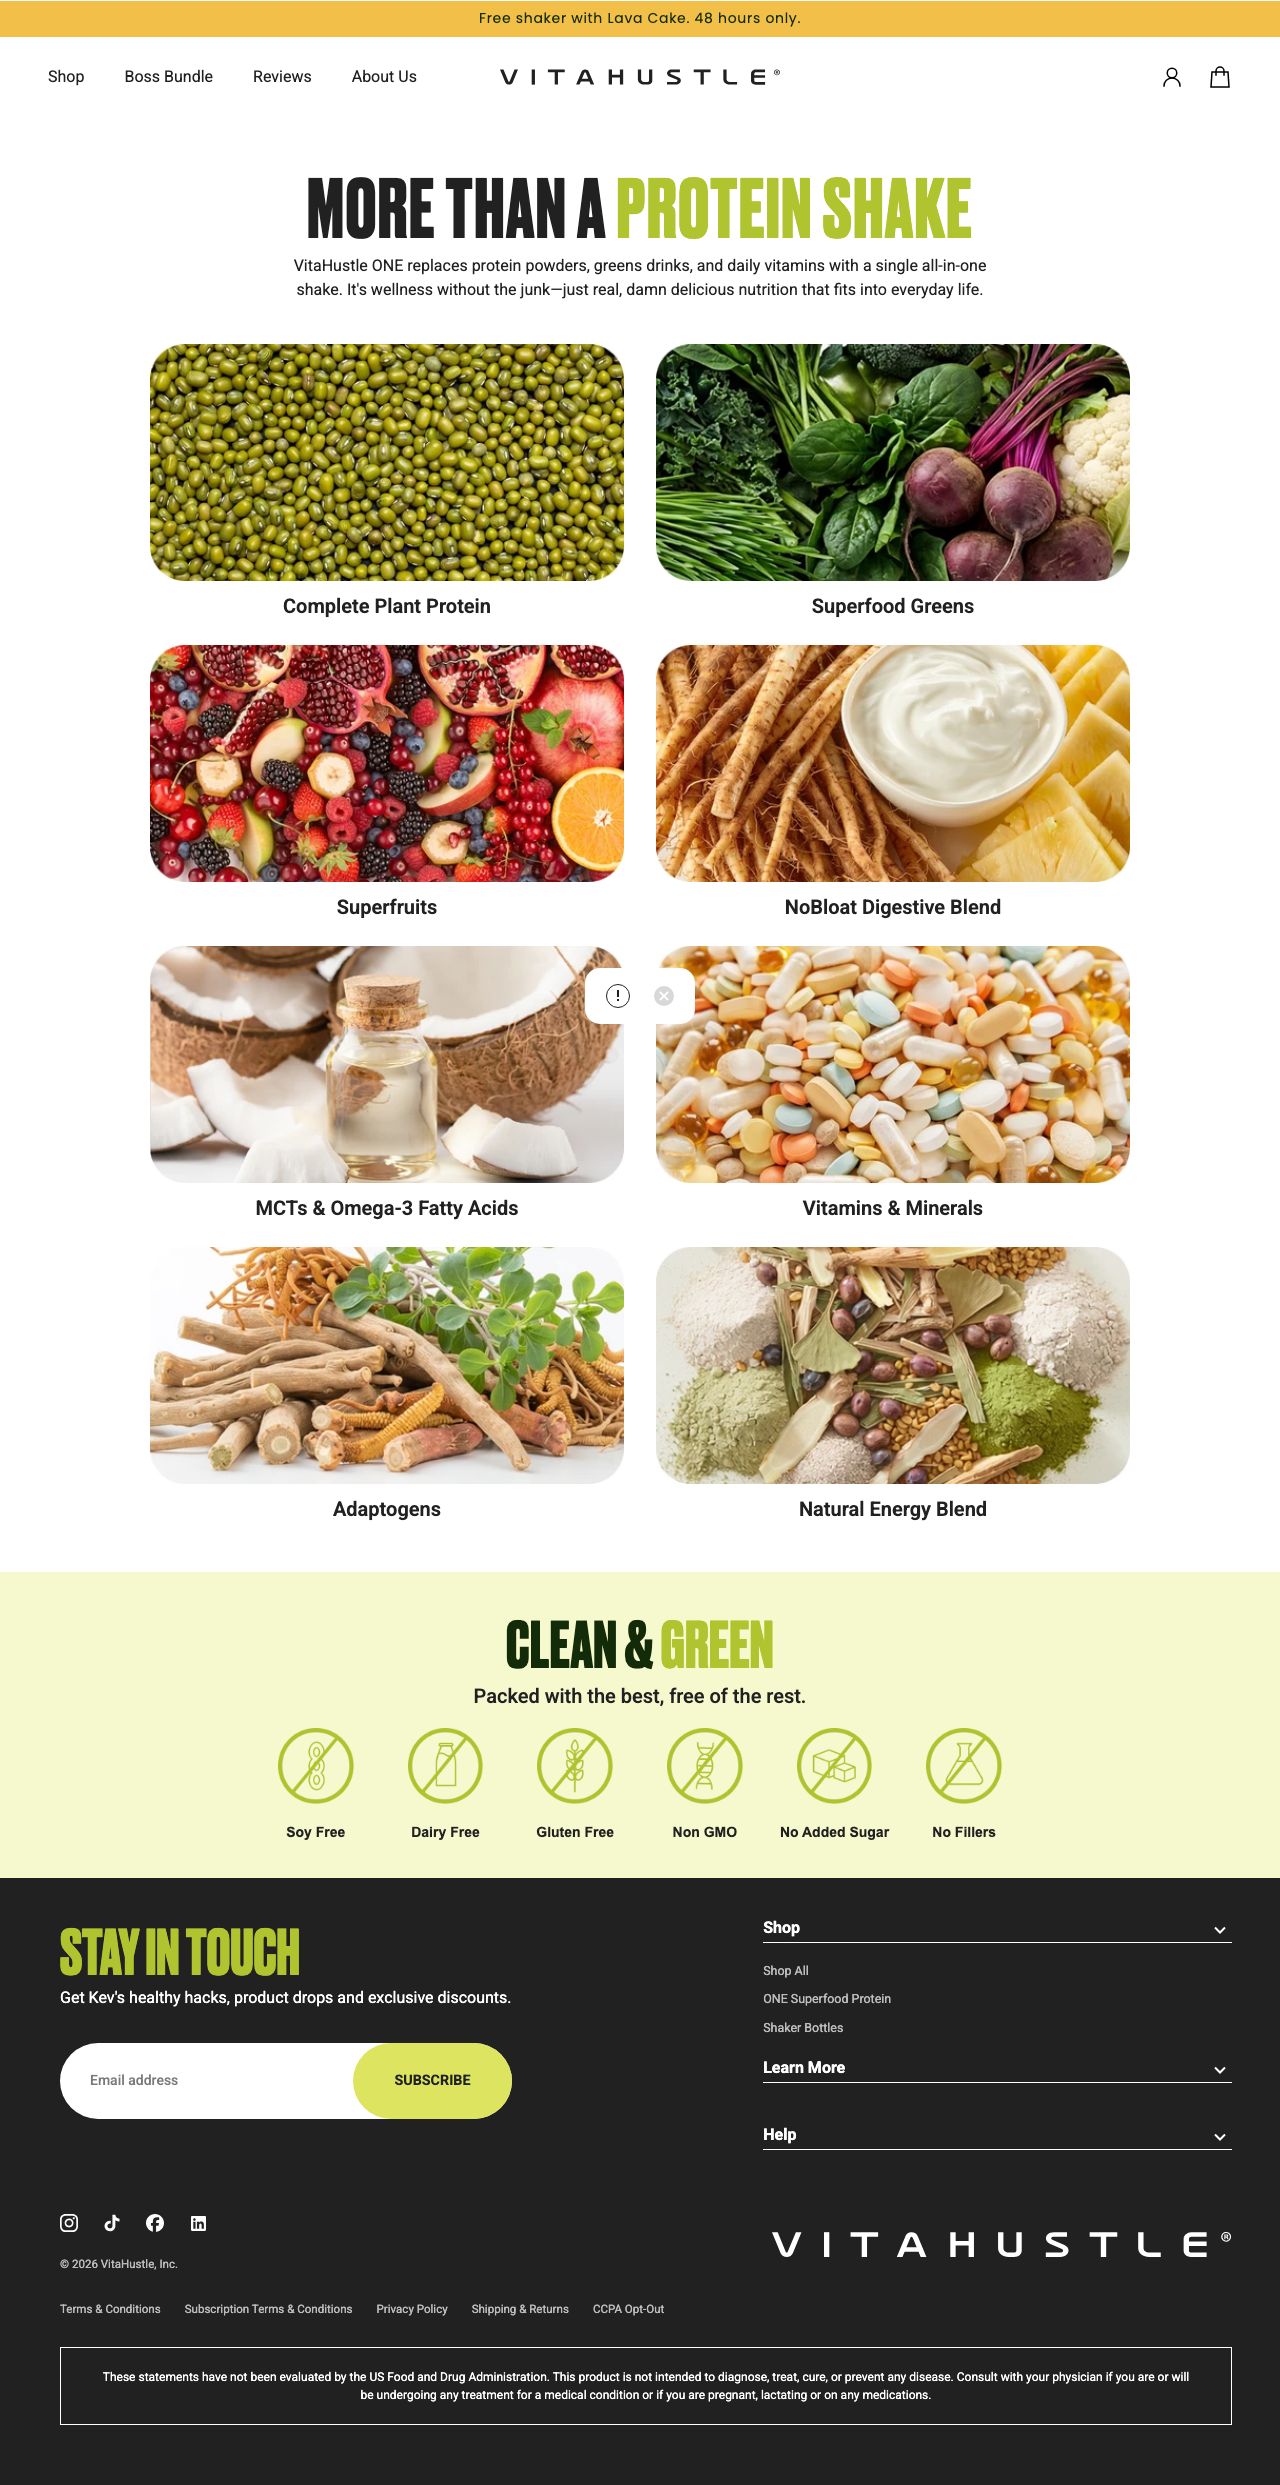 Free shaker with Lava Cake. 48 hours only.
Shop
Boss Bundle
Reviews
About Us
VITAHUSTLE®
MORE THAN A PROTEIN SHAKE
VitaHustle ONE replaces protein powders, greens drinks, and daily vitamins with a single all-in-one
shake. It's wellness without the junk—just real, damn delicious nutrition that fits into everyday life.
Complete Plant Protein
Superfood Greens
Superfruits
NoBloat Digestive Blend
MCTs & Omega-3 Fatty Acids
Vitamins & Minerals
Adaptogens
Natural Energy Blend
CLEAN & GREEN
Packed with the best, free of the rest.
Soy Free
Dairy Free
Gluten Free
Non GMO
No Added Sugar
No Fillers
STAY IN TOUCH
Get Kev's healthy hacks, product drops and exclusive discounts.
Email address
SUBSCRIBE
Shop
Shop All
ONE Superfood Protein
Shaker Bottles
Learn More
Help
© 2026 VitaHustle, Inc.
VITAHUSTLE®
Terms & Conditions
Subscription Terms & Conditions
Privacy Policy
Shipping & Returns
CCPA Opt-Out
These statements have not been evaluated by the US Food and Drug Administration. This product is not intended to diagnose, treat, cure, or prevent any disease. Consult with your physician if you are or will
be undergoing any treatment for a medical condition or if you are pregnant, lactating or on any medications.